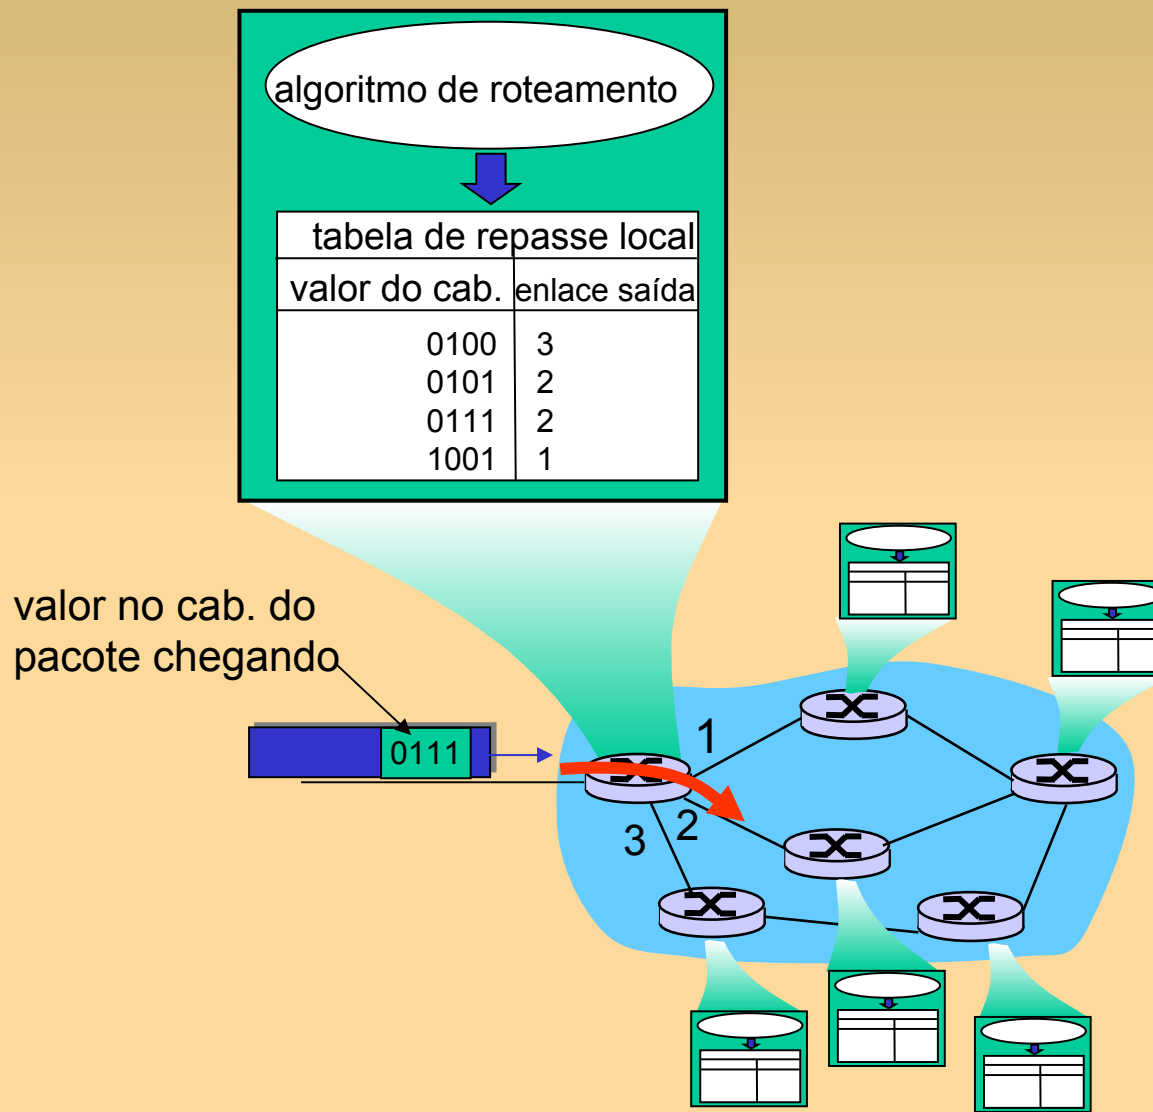 algoritmo de roteamento
tabela de repasse local
valor do cab. enlace saída
0100 3
0101 2
0111 2
1001 1
valor no cab. do
pacote chegando
0111
1
2
3